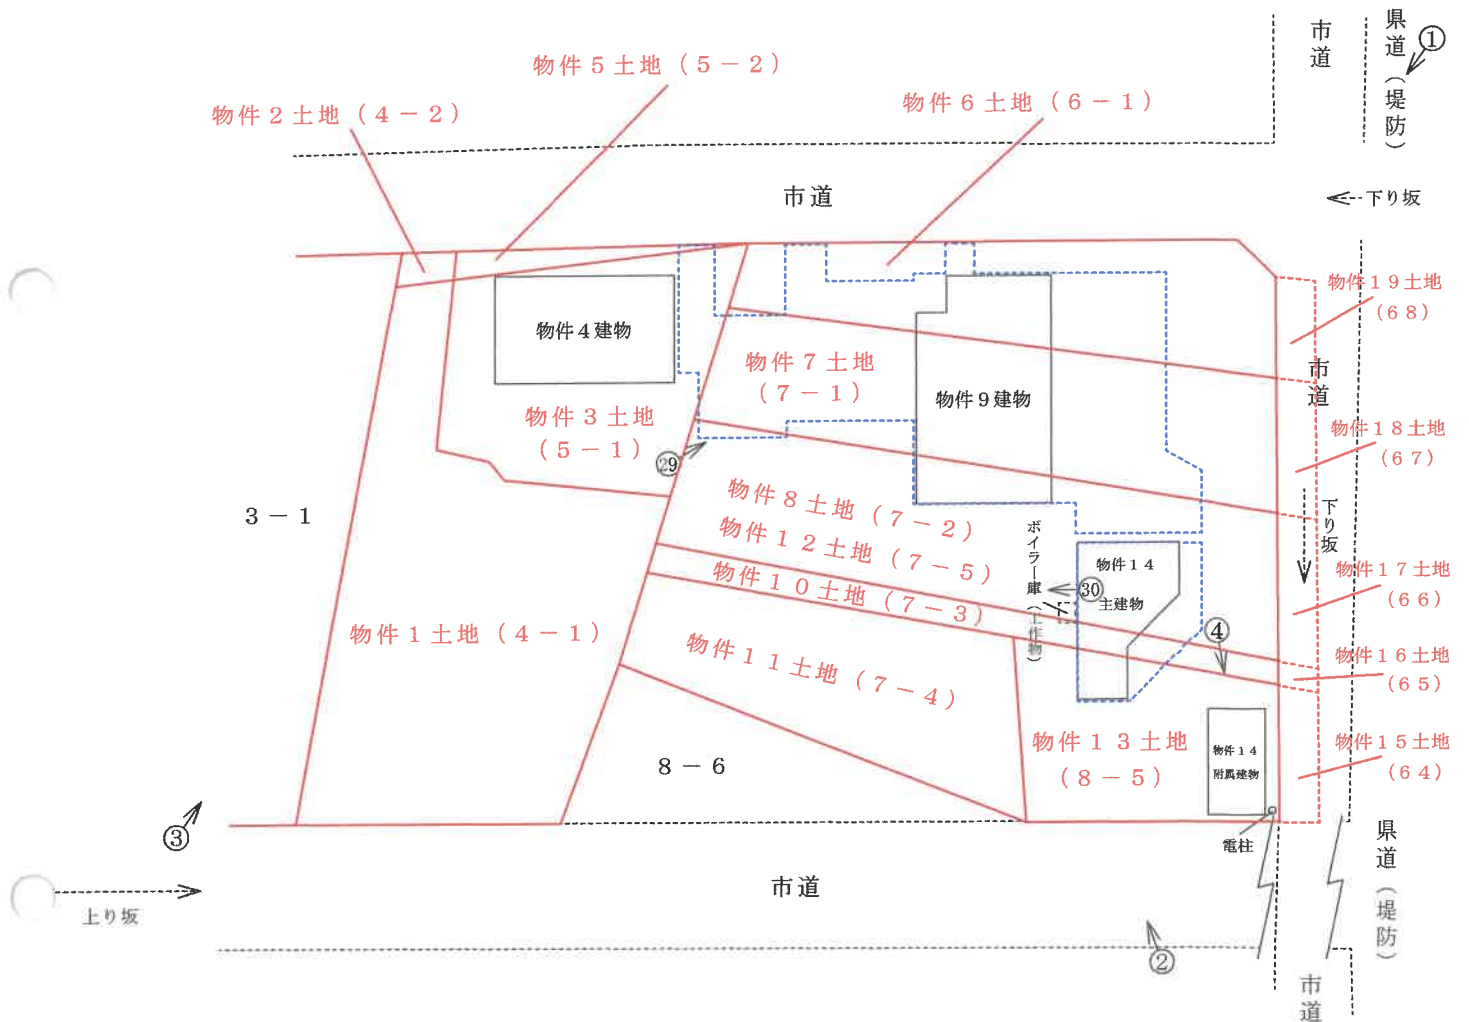 市道
県道（堤防）
①
物件５土地（５－２）
物件２土地（４－２）
物件６土地（６－１）
市道
下り坂
物件１９土地
（６８）
物件４建物
物件７土地
（７－１）
物件９建物
市道
物件３土地
（５－１）
物件１８土地
（６７）
㉙
３－１
物件８土地（７－２）
物件１２土地（７－５）
物件１０土地（７－３）
ボイラー庫（工作物）
物件１４
主建物
㉚
下り坂
物件１７土地
（６６）
物件１土地（４－１）
物件１１土地（７－４）
④
物件１６土地
（６５）
８－６
物件１３土地
（８－５）
物件１４
附属建物
物件１５土地
（６４）
③
電柱
県道（堤防）
市道
上り坂
②
市道